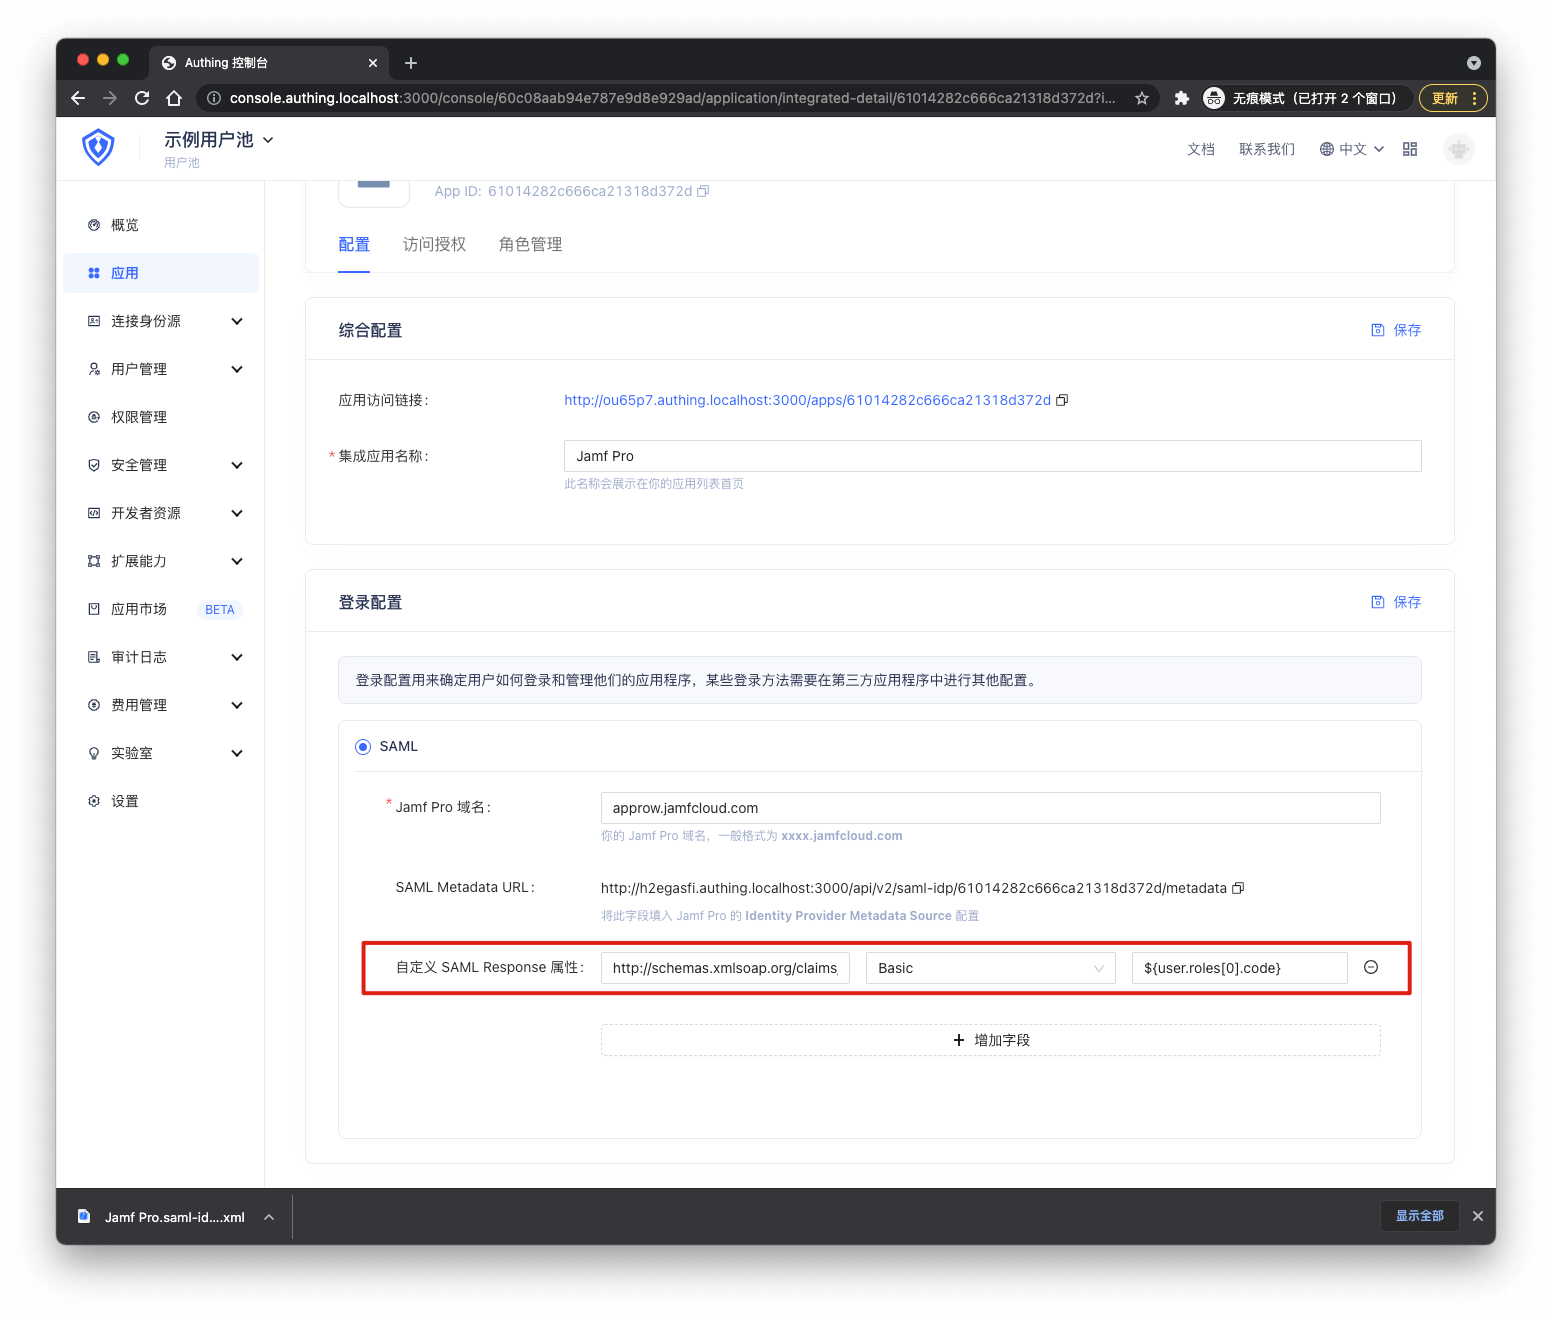 Authing 控制台
console.authing.localhost:3000/console/60c08aab94e787e9d8e929ad/application/integrated-detail/61014282c666ca21318d372d?i...
无痕模式（已打开 2 个窗口）
更新
示例用户池
用户池
文档
联系我们
中文
概览
应用
连接身份源
用户管理
权限管理
安全管理
开发者资源
扩展能力
应用市场 BETA
审计日志
费用管理
实验室
设置
App ID: 61014282c666ca21318d372d
配置 访问授权 角色管理
综合配置 保存
应用访问链接: http://ou65p7.authing.localhost:3000/apps/61014282c666ca21318d372d
* 集成应用名称: Jamf Pro
此名称会展示在你的应用列表首页
登录配置 保存
登录配置用来确定用户如何登录和管理他们的应用程序，某些登录方法需要在第三方应用程序中进行其他配置。
SAML
* Jamf Pro 域名: approw.jamfcloud.com
你的 Jamf Pro 域名，一般格式为 xxxx.jamfcloud.com
SAML Metadata URL: http://h2egasfi.authing.localhost:3000/api/v2/saml-idp/61014282c666ca21318d372d/metadata
将此字段填入 Jamf Pro 的 Identity Provider Metadata Source 配置
自定义 SAML Response 属性: http://schemas.xmlsoap.org/claims Basic ${user.roles[0].code}
+ 增加字段
Jamf Pro.saml-id....xml
显示全部